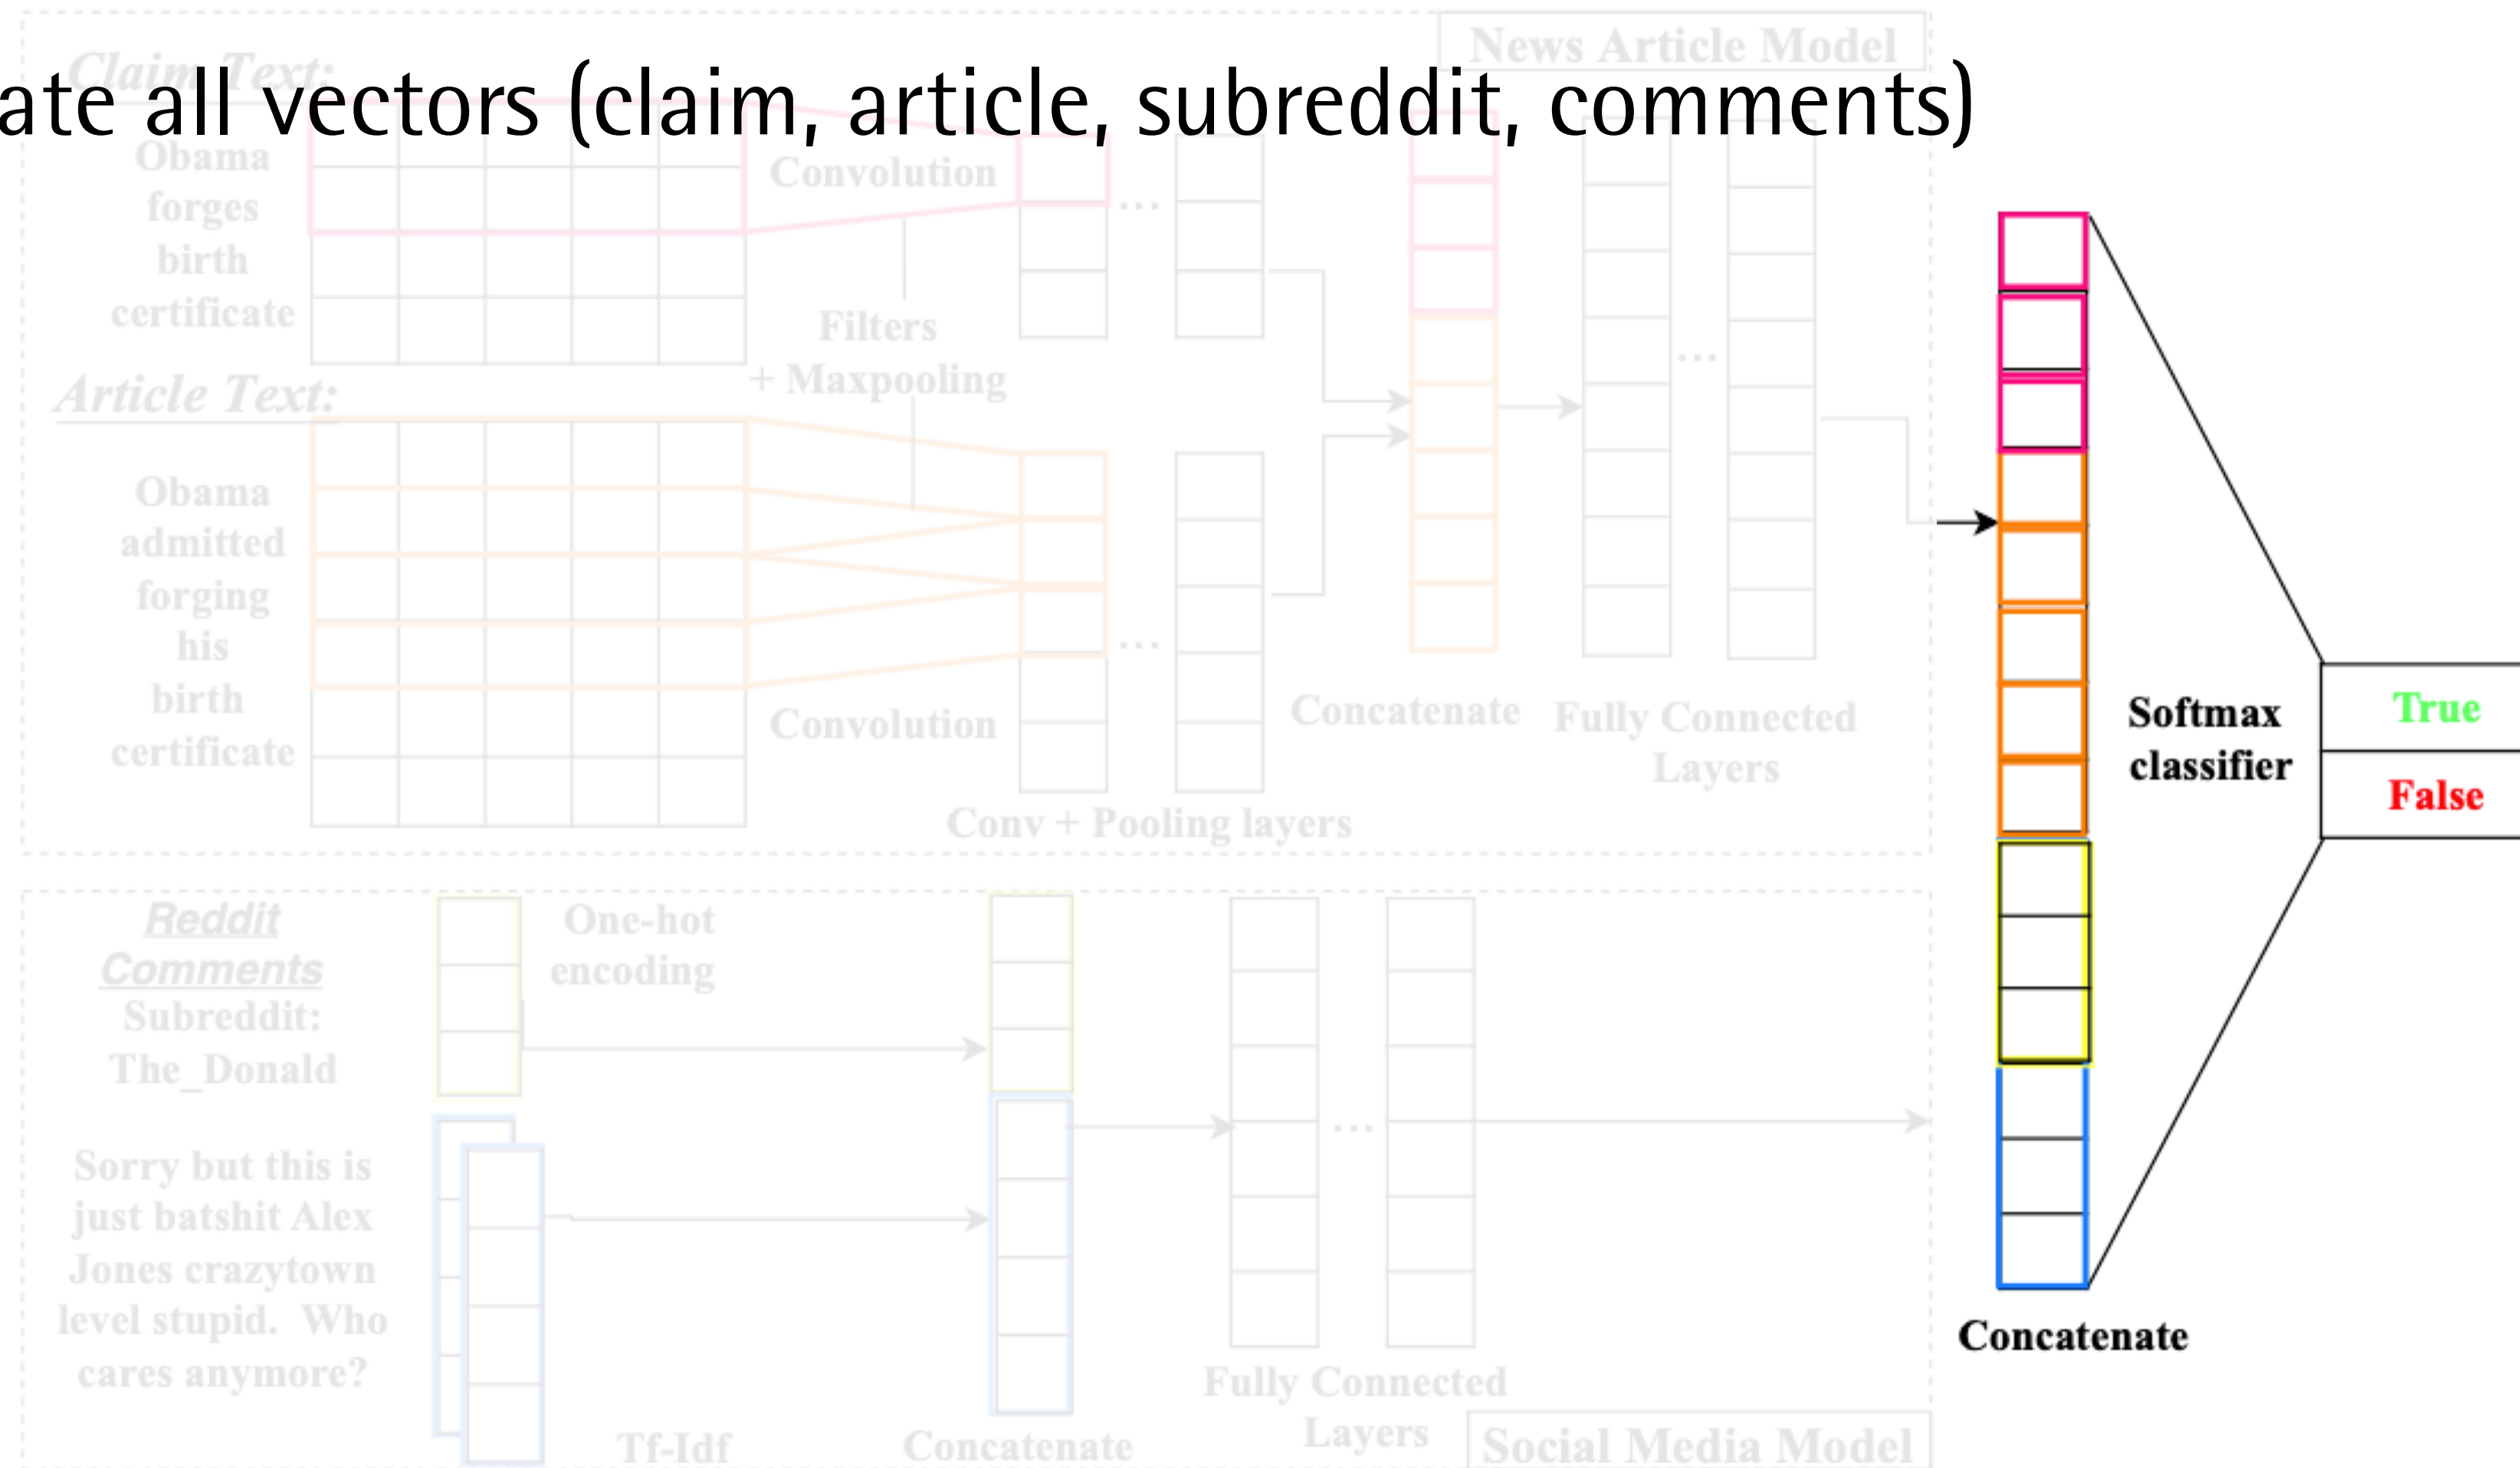 News Article Model
Claim Text:
ate all vectors (claim, article, subreddit, comments)
Obama
forges
birth
certificate
Convolution
...
Filters
+ Maxpooling
...
Article Text:
Obama
admitted
forging
his
birth
certificate
Convolution
...
Conv + Pooling layers
Concatenate
Fully Connected
Layers
Softmax
classifier
True
False
Reddit
Comments
Subreddit:
The_Donald
One-hot
encoding
Sorry but this is
just batshit Alex
Jones crazytown
level stupid. Who
cares anymore?
Tf-Idf
Concatenate
...
Fully Connected
Layers
Social Media Model
Concatenate